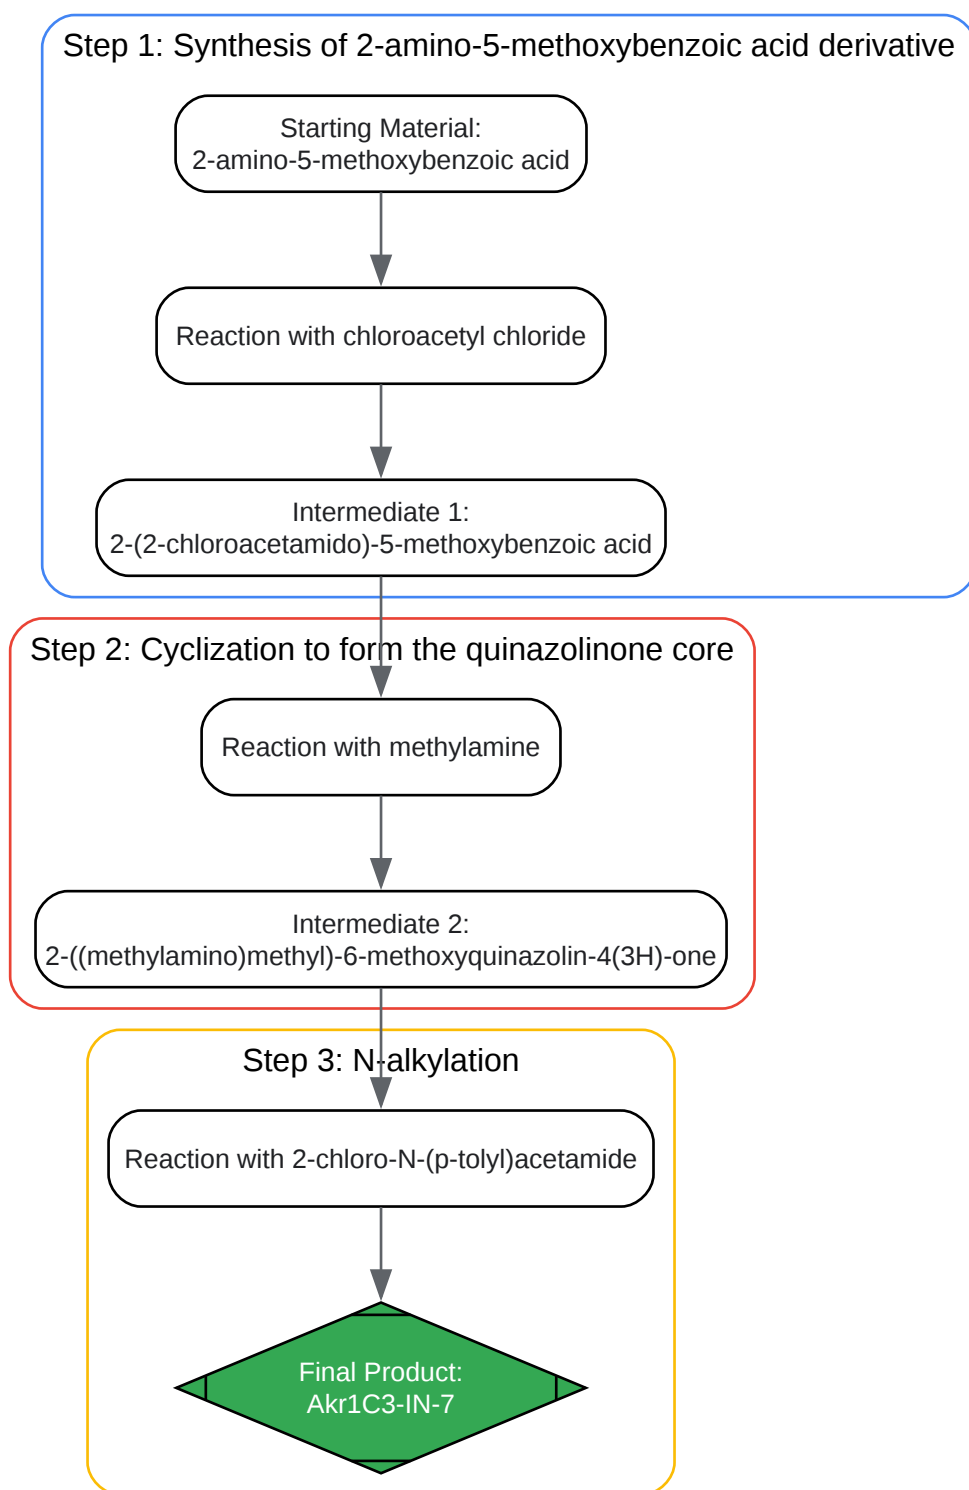 Step 1: Synthesis of 2-amino-5-methoxybenzoic acid derivative
Starting Material:
2-amino-5-methoxybenzoic acid
Reaction with chloroacetyl chloride
Intermediate 1:
2-(2-chloroacetamido)-5-methoxybenzoic acid
Step 2: Cyclization to form the quinazolinone core
Reaction with methylamine
Intermediate 2:
2-((methylamino)methyl)-6-methoxyquinazolin-4(3H)-one
Step 3: N-alkylation
Reaction with 2-chloro-N-(p-tolyl)acetamide
Final Product:
Akr1C3-IN-7